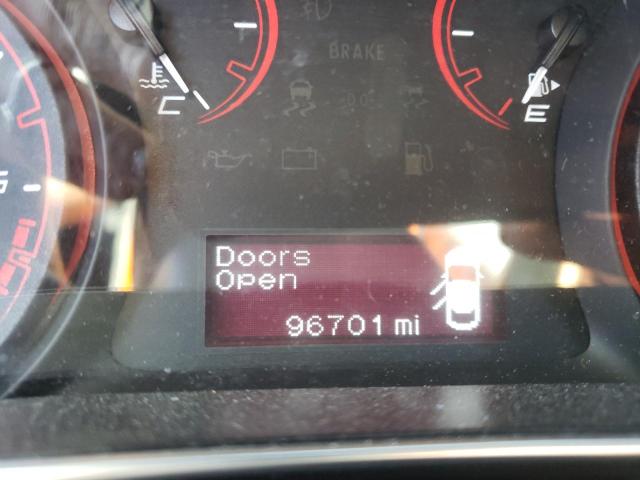 BRAKE
C
E
Doors
Open
96701 mi